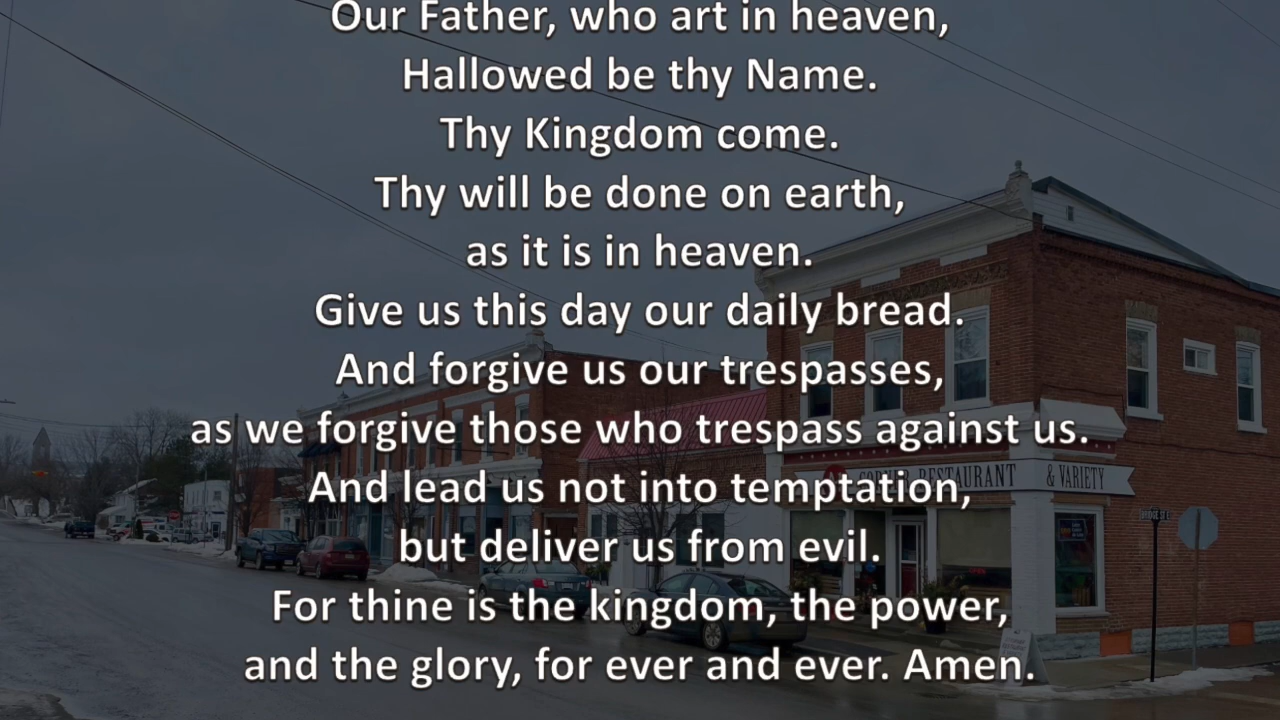 Our Father, who art in heaven,
Hallowed be thy Name.
Thy Kingdom come.
Thy will be done on earth,
as it is in heaven.
Give us this day our daily bread.
And forgive us our trespasses,
as we forgive those who trespass against us.
And lead us not into temptation,
but deliver us from evil.
For thine is the kingdom, the power,
and the glory, for ever and ever. Amen.
RESTAURANT & VARIETY
BRIDGE ST